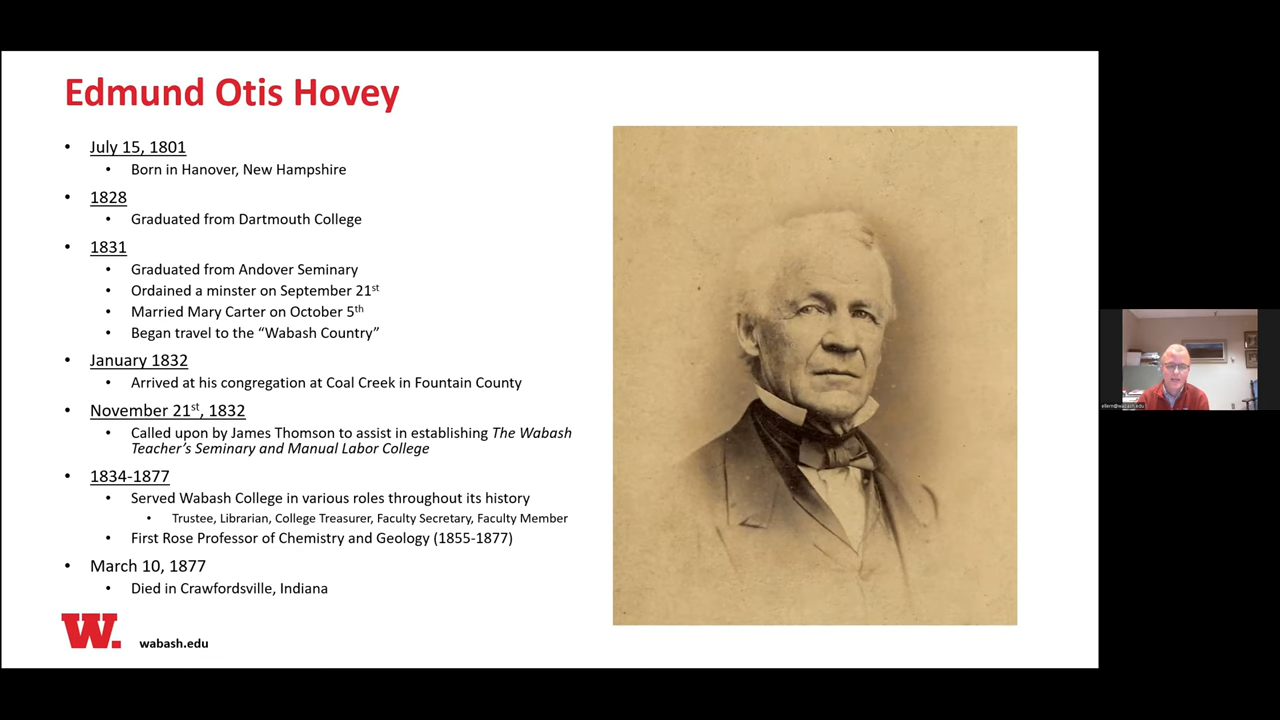 Edmund Otis Hovey
• July 15, 1801
• Born in Hanover, New Hampshire
• 1828
• Graduated from Dartmouth College
• 1831
• Graduated from Andover Seminary
• Ordained a minster on September 21st
• Married Mary Carter on October 5th
• Began travel to the “Wabash Country”
• January 1832
• Arrived at his congregation at Coal Creek in Fountain County
• November 21st, 1832
• Called upon by James Thomson to assist in establishing The Wabash
Teacher’s Seminary and Manual Labor College
• 1834-1877
• Served Wabash College in various roles throughout its history
• Trustee, Librarian, College Treasurer, Faculty Secretary, Faculty Member
• First Rose Professor of Chemistry and Geology (1855-1877)
• March 10, 1877
• Died in Crawfordsville, Indiana
W.
wabash.edu